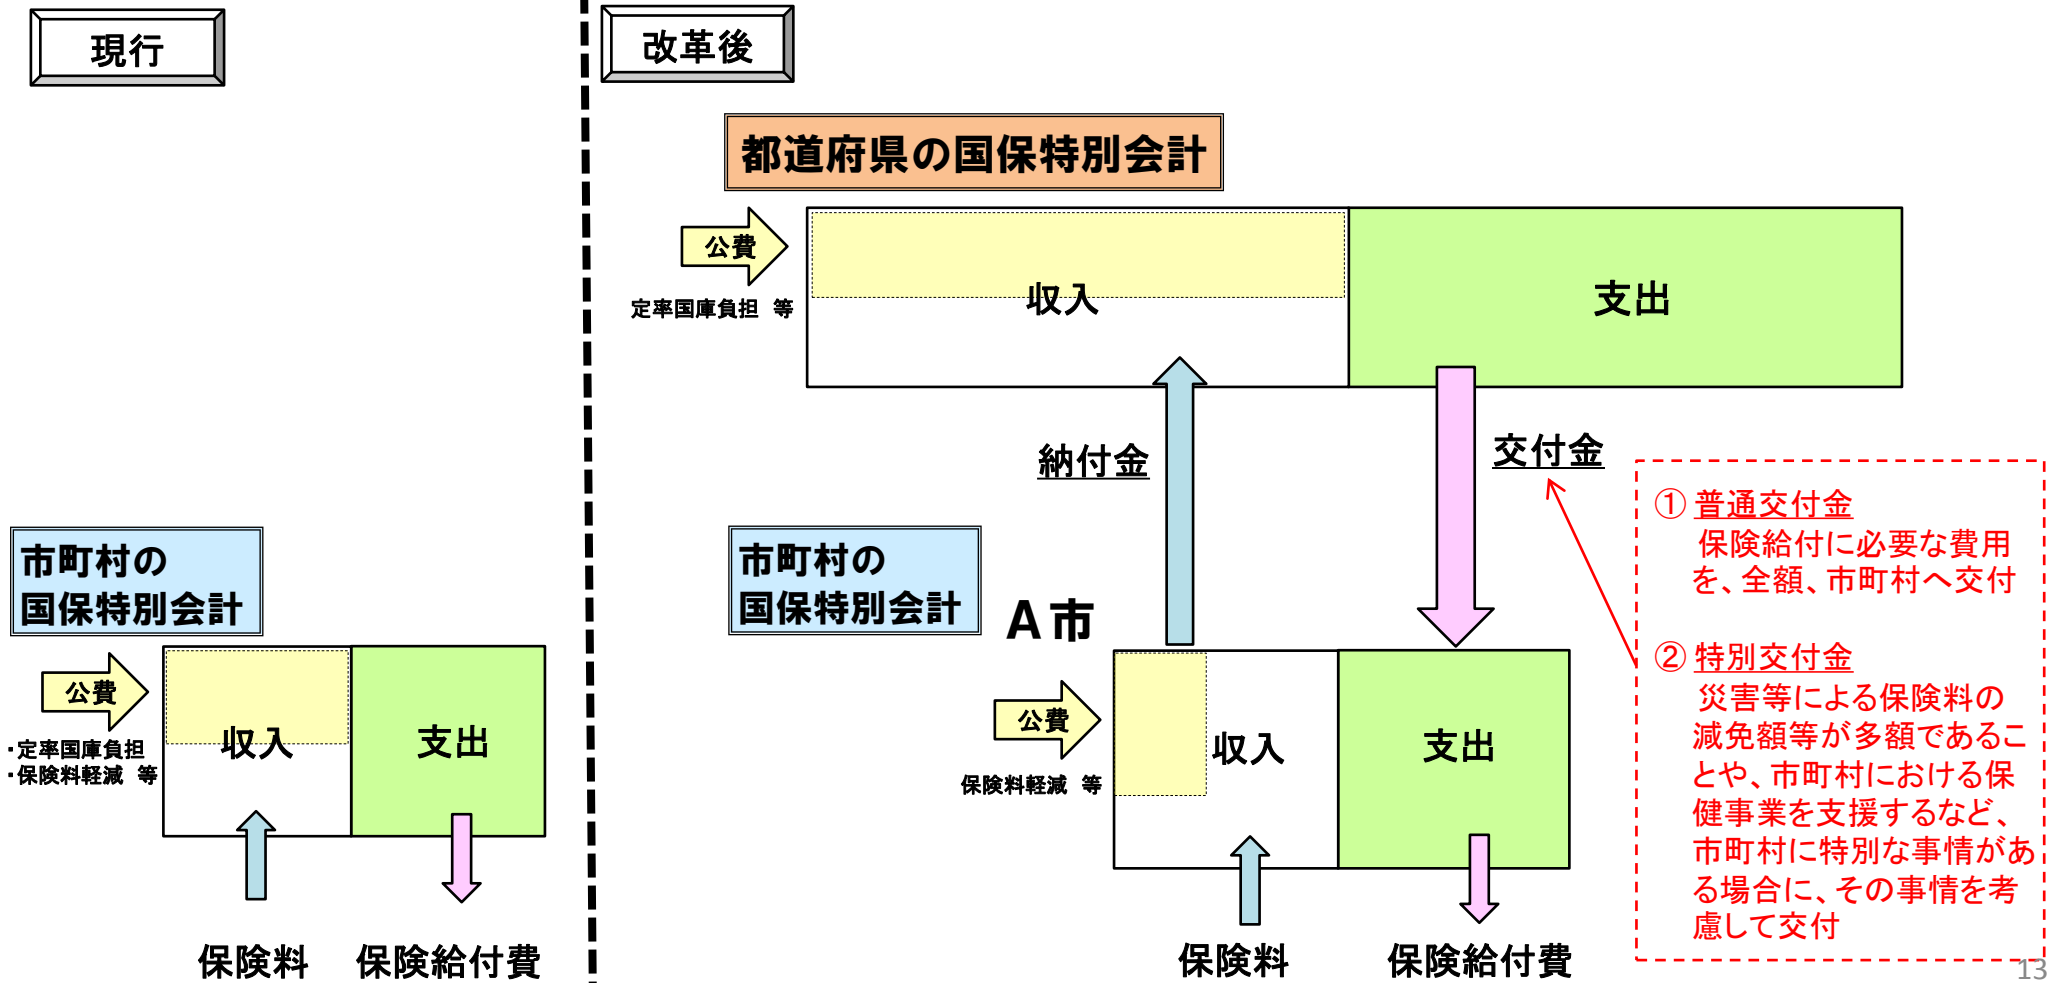 現行
市町村の
国保特別会計
公費
・定率国庫負担
・保険料軽減 等
収入
支出
保険料
保険給付費
改革後
都道府県の国保特別会計
公費
定率国庫負担 等
収入
支出
納付金
交付金
市町村の
国保特別会計
A市
公費
保険料軽減 等
収入
支出
保険料
保険給付費
① 普通交付金
保険給付に必要な費用
を、全額、市町村へ交付
② 特別交付金
災害等による保険料の
減免額等が多額であるこ
とや、市町村における保
健事業を支援するなど、
市町村に特別な事情があ
る場合に、その事情を考
慮して交付
13